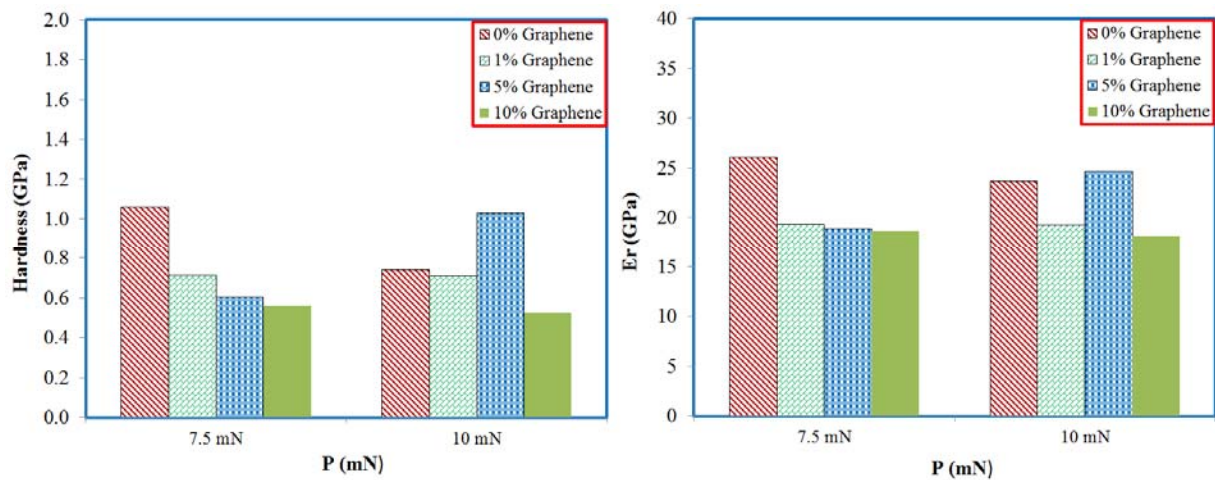 Hardness (GPa)
2.0
1.8
1.6
1.4
1.2
1.0
0.8
0.6
0.4
0.2
0.0
0% Graphene
1% Graphene
5% Graphene
10% Graphene
7.5 mN
10 mN
P (mN)
Er (GPa)
40
35
30
25
20
15
10
5
0
0% Graphene
1% Graphene
5% Graphene
10% Graphene
7.5 mN
10 mN
P (mN)